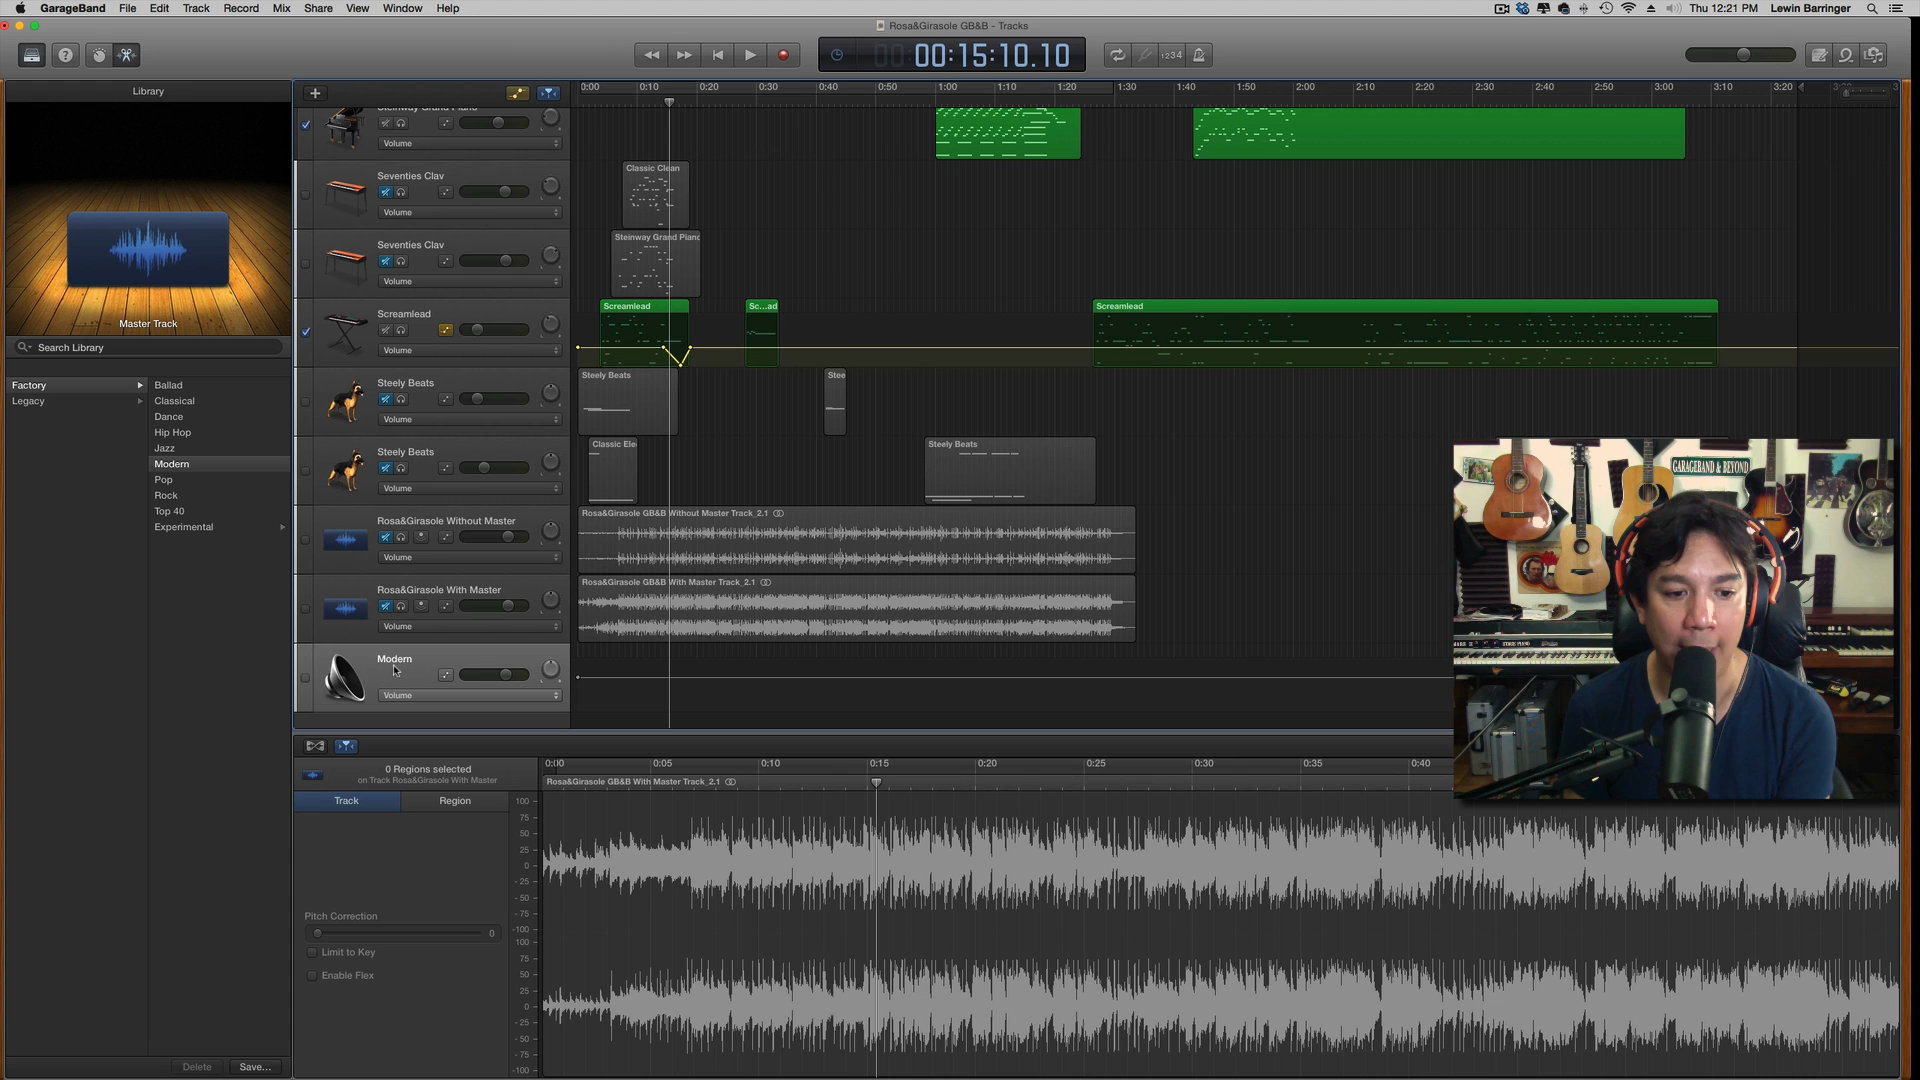 GarageBand File Edit Track Record Mix Share View Window Help
Thu 12:21 PM Lewin Barringer
Rosa&Girasole GB&B - Tracks
00:15:10.10
1234
Library
0:00 0:10 0:20 0:30 0:40 0:50 1:00 1:10 1:20 1:30 1:40 1:50 2:00 2:10 2:20 2:30 2:40 2:50 3:00 3:10 3:20
Steinway Grand Piano
Volume
Classic Clean
Seventies Clav
Volume
Steinway Grand Piano
Seventies Clav
Volume
Screamlead
Sc...ad
Screamlead
Screamlead
Volume
Master Track
Search Library
Factory
Legacy
Ballad
Classical
Dance
Hip Hop
Jazz
Modern
Pop
Rock
Top 40
Experimental
Steely Beats
Stee
Steely Beats
Volume
Classic Ele
Steely Beats
Steely Beats
Volume
Rosa&Girasole GB&B Without Master Track_2.1
Rosa&Girasole Without Master
Volume
Rosa&Girasole GB&B With Master Track_2.1
Rosa&Girasole With Master
Volume
Modern
Volume
GARAGEBAND & BEYOND
0 Regions selected
on Track Rosa&Girasole With Master
0:00 0:05 0:10 0:15 0:20 0:25 0:30 0:35 0:40
Rosa&Girasole GB&B With Master Track_2.1
Track Region
100
75
50
25
0
-25
-50
-75
-100
100
75
50
25
0
-25
-50
-75
-100
Pitch Correction
0
Limit to Key
Enable Flex
Delete Save...